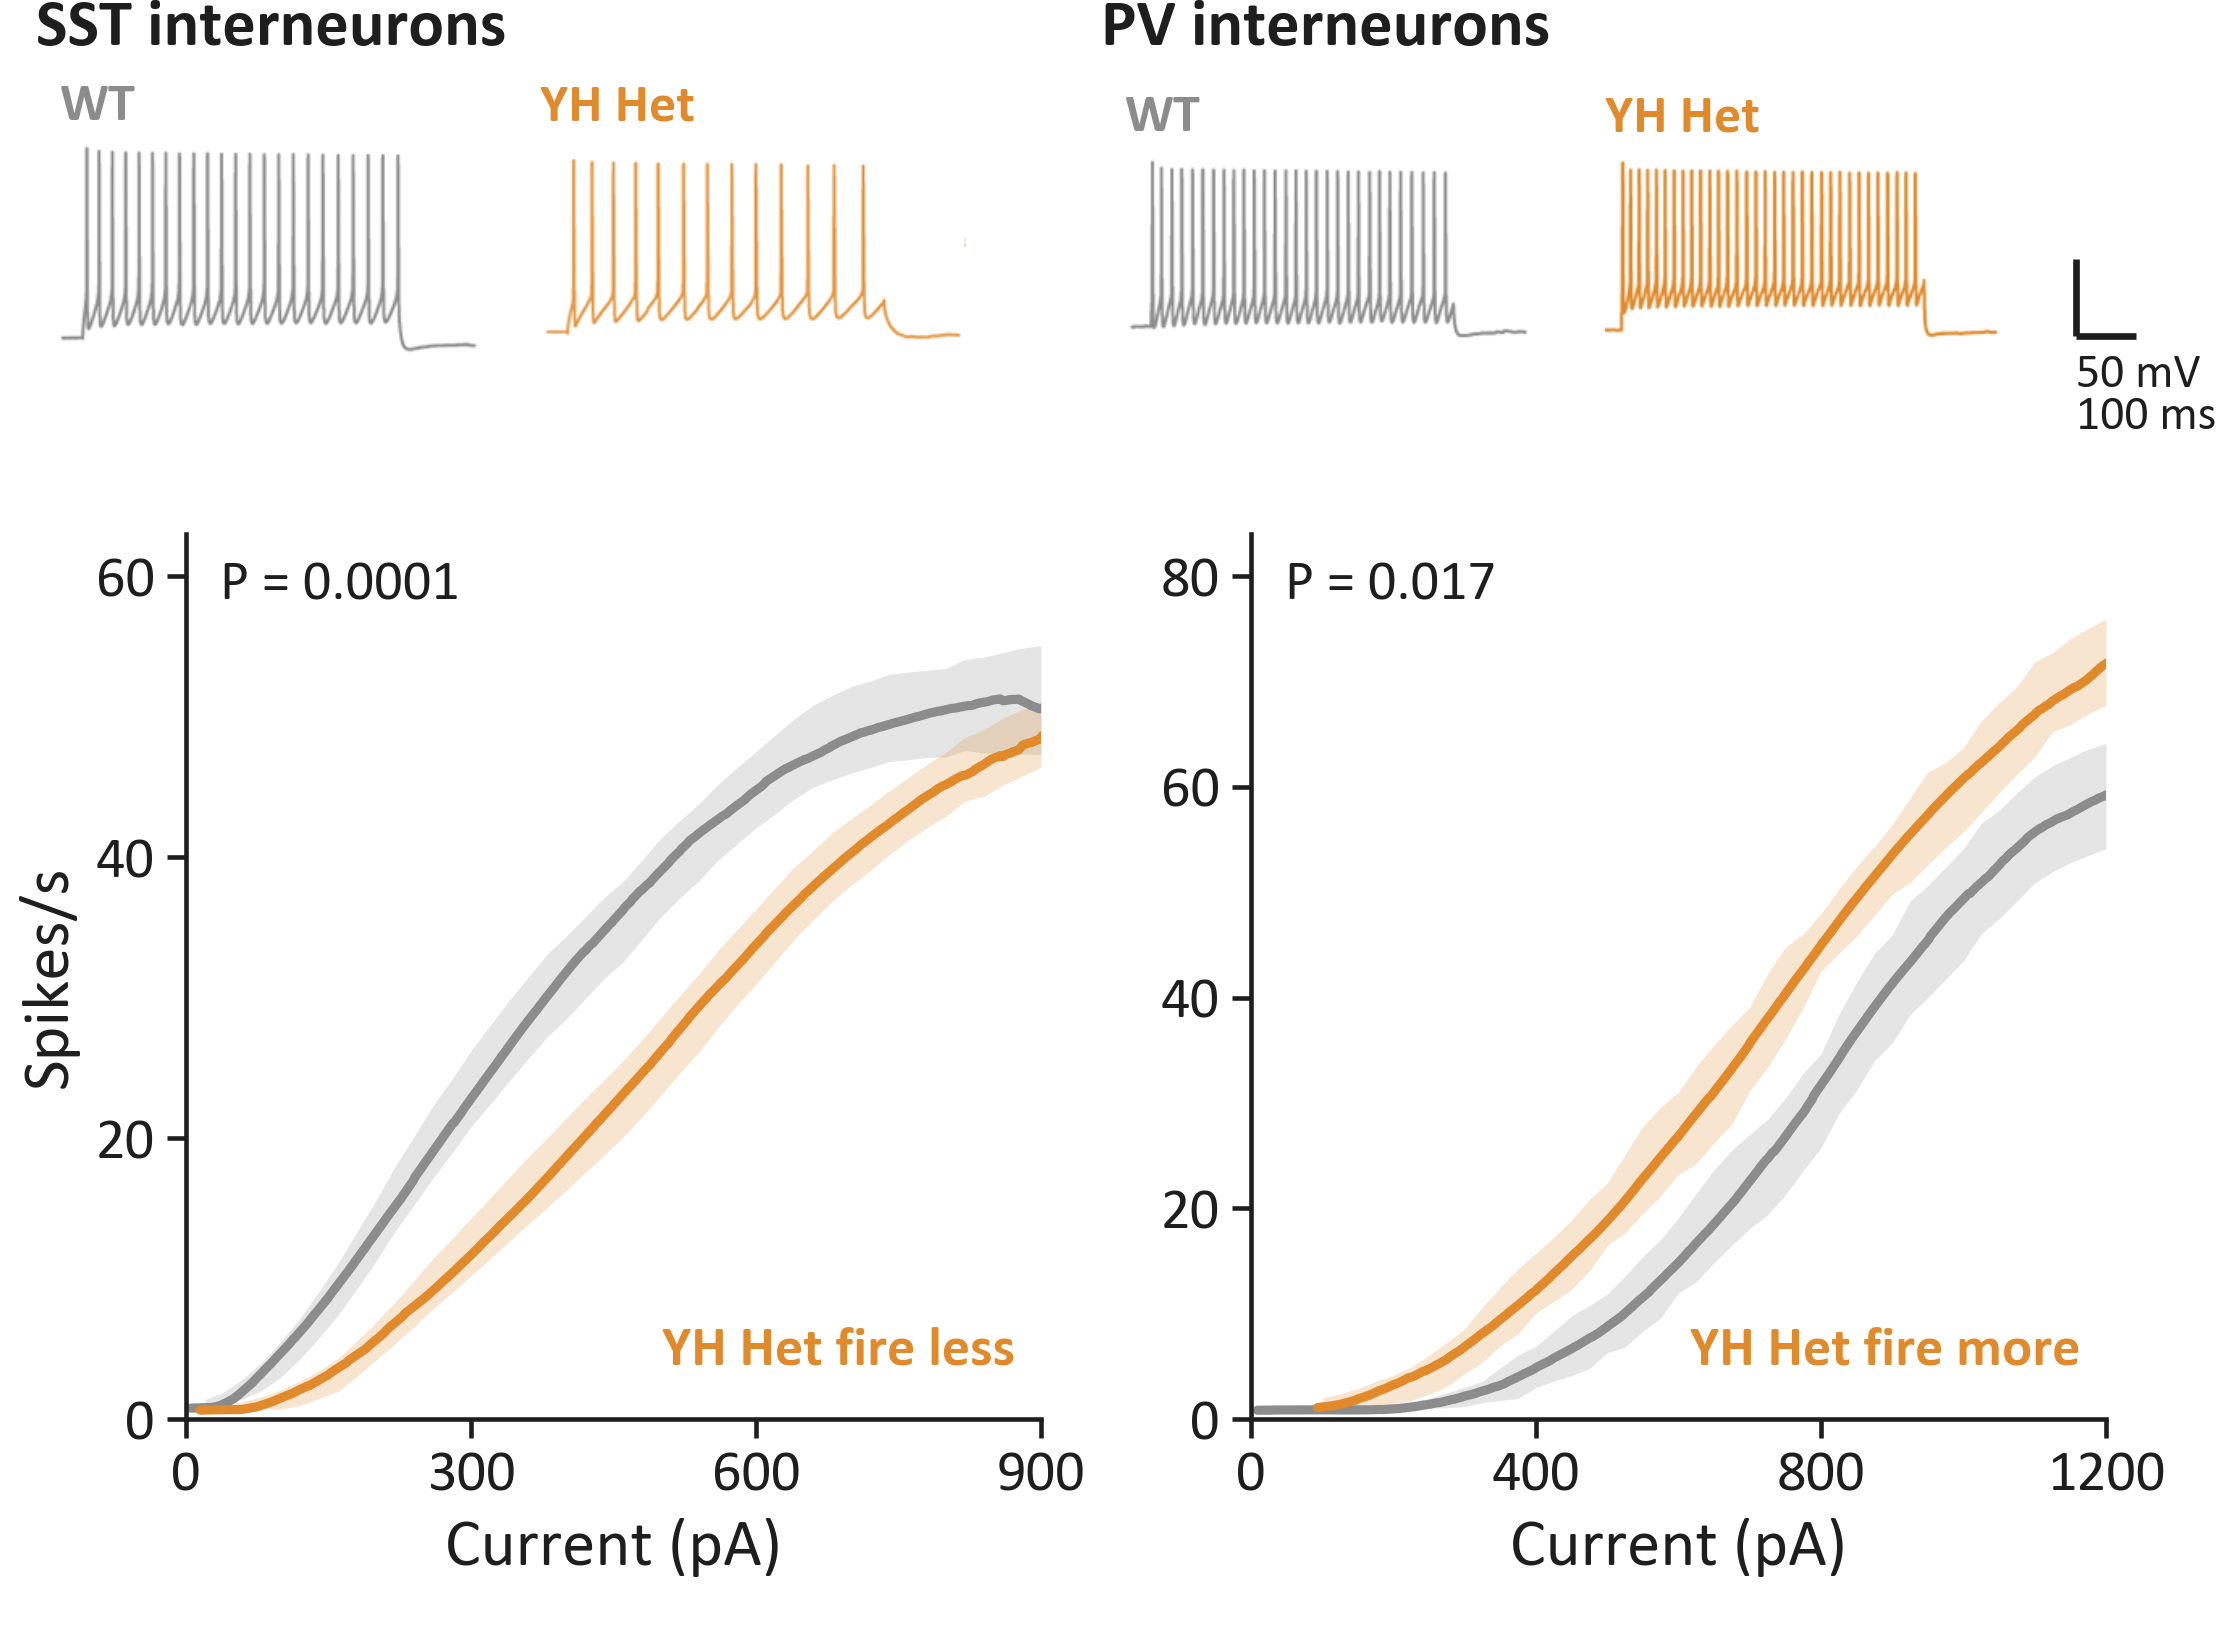 SST interneurons
WT
YH Het
PV interneurons
WT
YH Het
50 mV
100 ms
P = 0.0001
60
40
20
0
0
300
600
900
Spikes/s
Current (pA)
YH Het fire less
P = 0.017
80
60
40
20
0
0
400
800
1200
Current (pA)
YH Het fire more